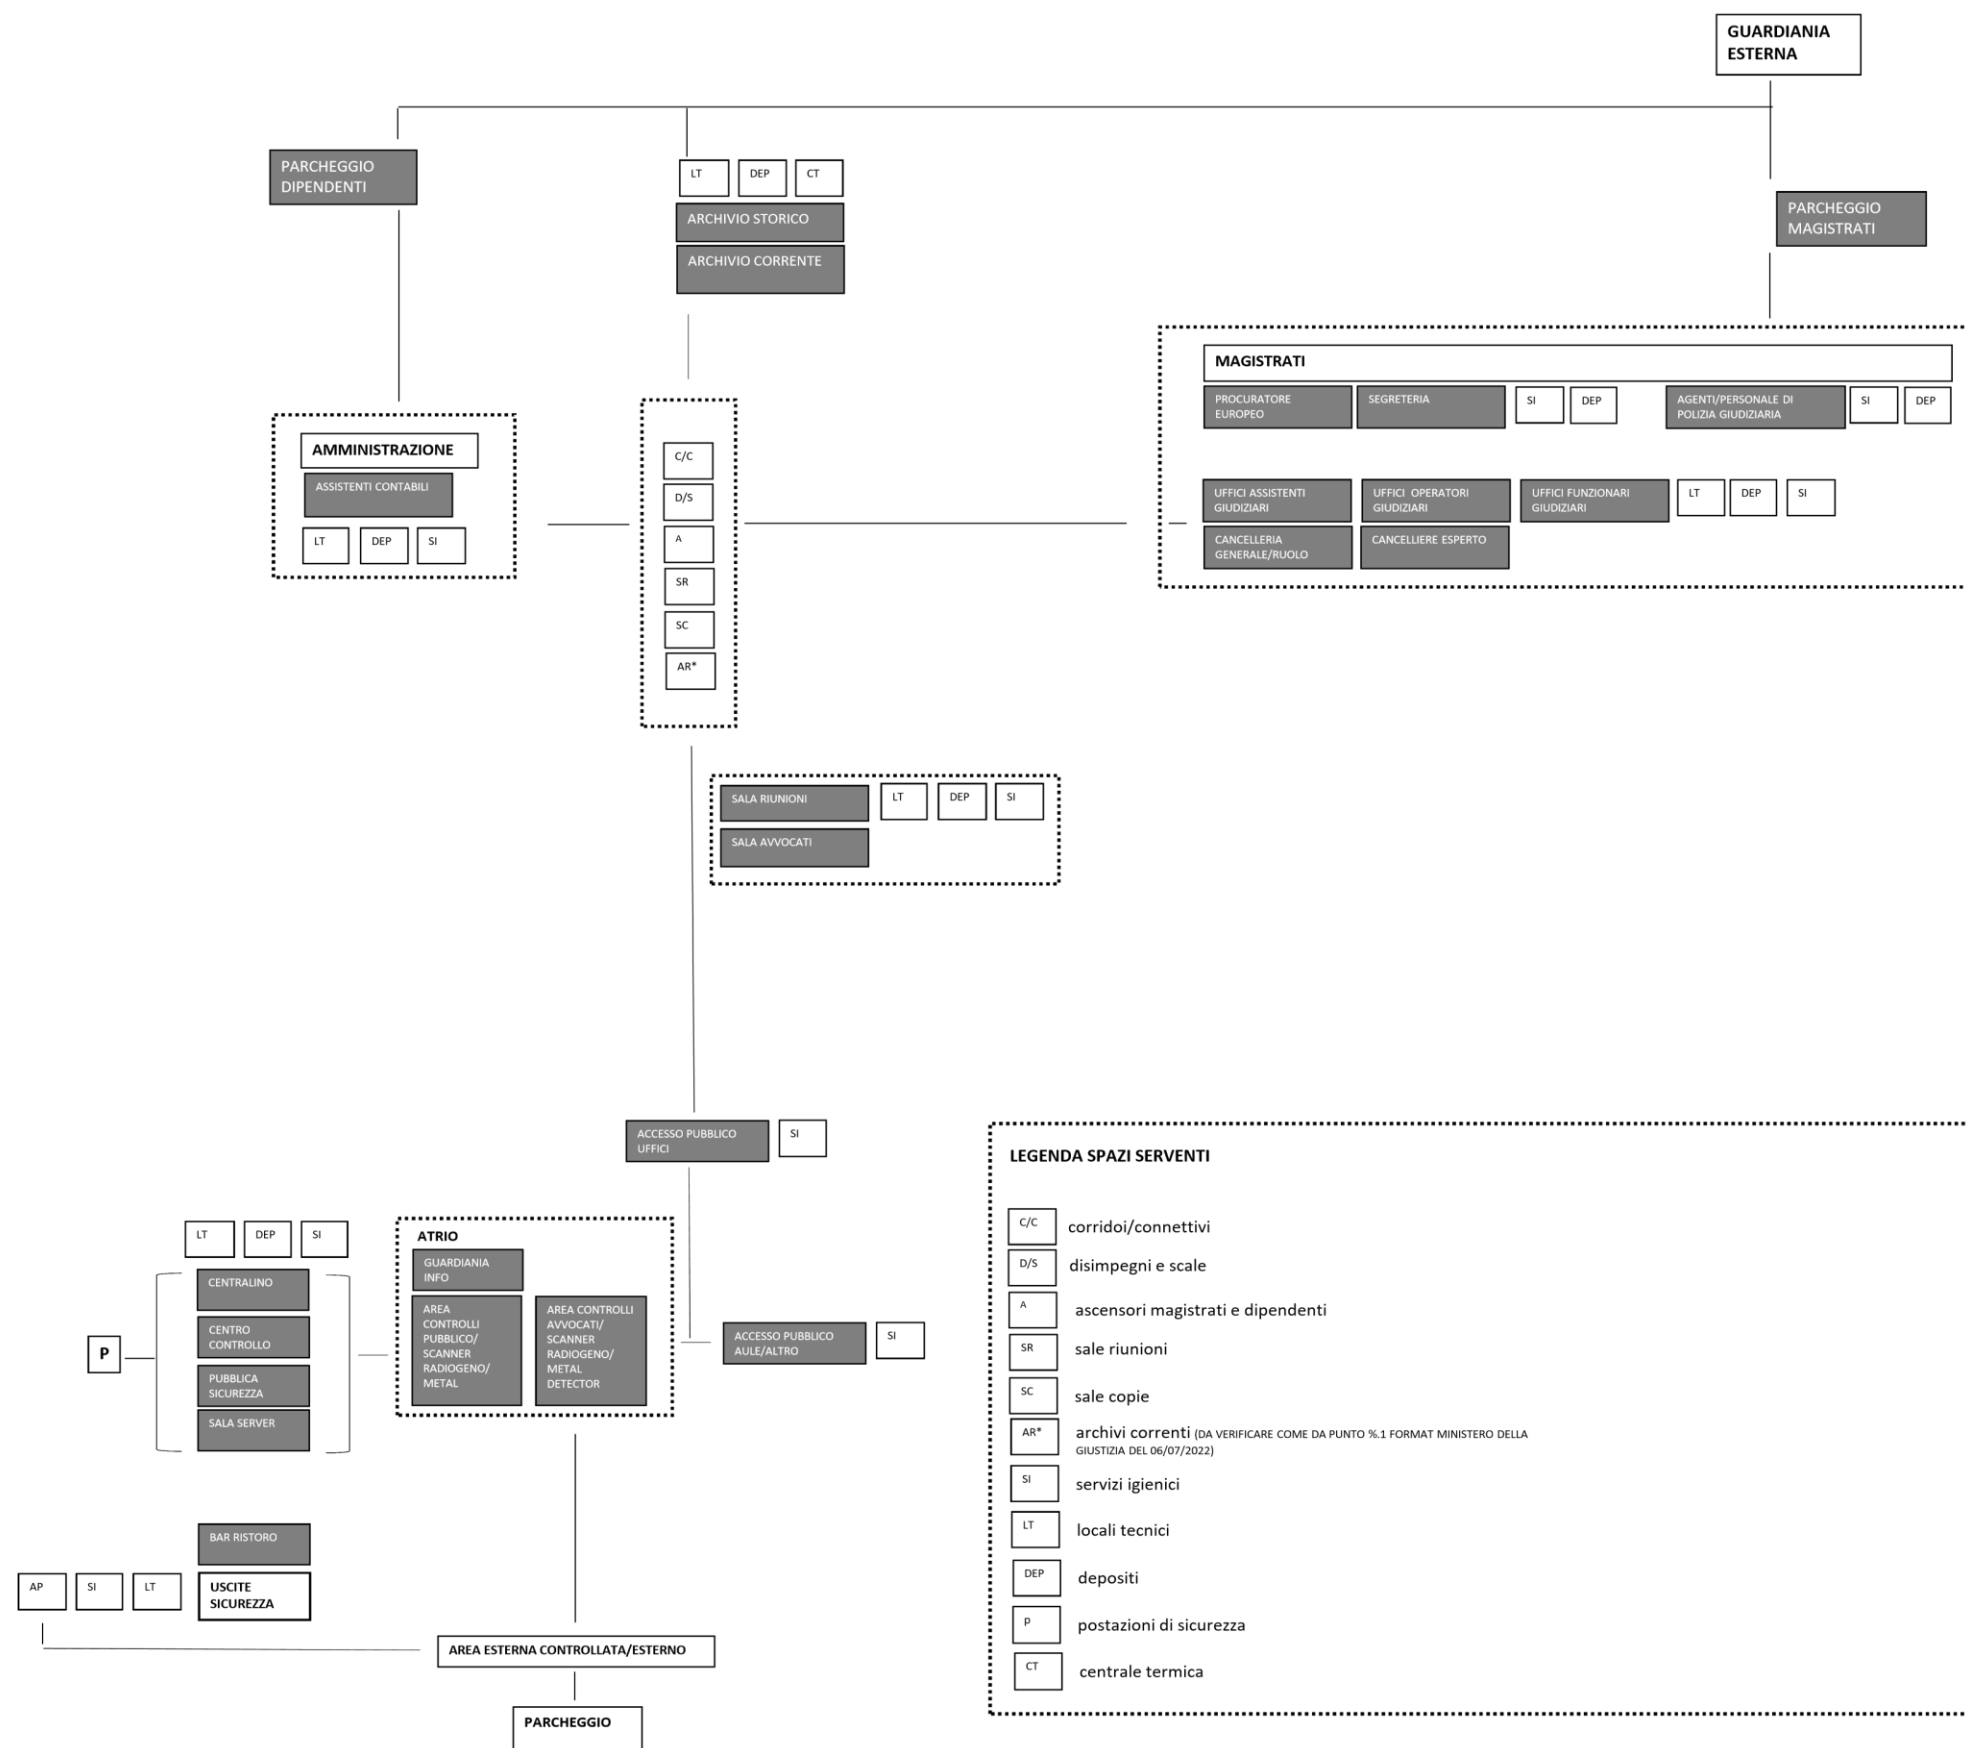 GUARDIANIA
ESTERNA
PARCHEGGIO
DIPENDENTI
LT
DEP
CT
ARCHIVIO STORICO
ARCHIVIO CORRENTE
PARCHEGGIO
MAGISTRATI
MAGISTRATI
PROCURATORE
EUROPEO
SEGRETERIA
SI
DEP
AGENTI/PERSONALE DI
POLIZIA GIUDIZIARIA
SI
DEP
UFFICI ASSISTENTI
GIUDIZIARI
UFFICI OPERATORI
GIUDIZIARI
UFFICI FUNZIONARI
GIUDIZIARI
LT
DEP
SI
CANCELLERIA
GENERALE/RUOLO
CANCELLIERE ESPERTO
AMMINISTRAZIONE
ASSISTENTI CONTABILI
LT
DEP
SI
C/C
D/S
A
SR
SC
AR*
SALA RIUNIONI
LT
DEP
SI
SALA AVVOCATI
ACCESSO PUBBLICO
UFFICI
SI
LT
DEP
SI
CENTRALINO
CENTRO
CONTROLLO
PUBBLICA
SICUREZZA
SALA SERVER
P
ATRIO
GUARDIANIA
INFO
AREA
CONTROLLI
PUBBLICO/
SCANNER
RADIOGENO/
METAL
AREA CONTROLLI
AVVOCATI/
SCANNER
RADIOGENO/
METAL
DETECTOR
ACCESSO PUBBLICO
AULE/ALTRO
SI
BAR RISTORO
AP
SI
LT
USCITE
SICUREZZA
AREA ESTERNA CONTROLLATA/ESTERNO
PARCHEGGIO
LEGENDA SPAZI SERVENTI
C/C corridoi/connettivi
D/S disimpegni e scale
A ascensori magistrati e dipendenti
SR sale riunioni
SC sale copie
AR* archivi correnti (DA VERIFICARE COME DA PUNTO %.1 FORMAT MINISTERO DELLA
GIUSTIZIA DEL 06/07/2022)
SI servizi igienici
LT locali tecnici
DEP depositi
p postazioni di sicurezza
CT centrale termica